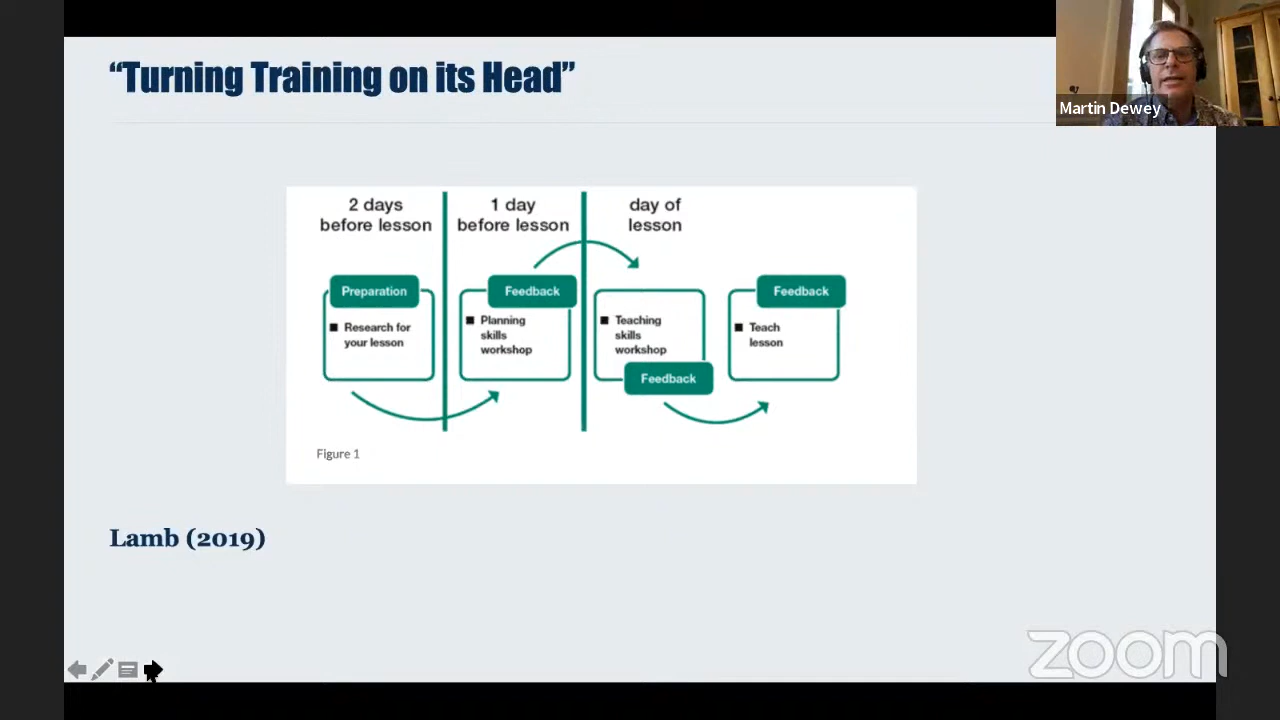 “Turning Training on its Head”
Martin Dewey
2 days
before lesson
1 day
before lesson
day of
lesson
Preparation
Research for
your lesson
Feedback
Planning
skills
workshop
Teaching
skills
workshop
Feedback
Feedback
Teach
lesson
Figure 1
Lamb (2019)
zoom